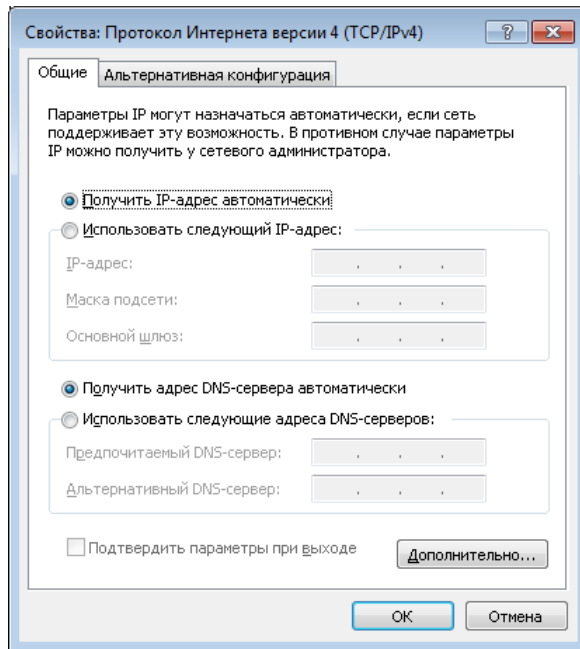 Свойства: Протокол Интернета версии 4 (TCP/IPv4)
Общие
Альтернативная конфигурация
Параметры IP могут назначаться автоматически, если сеть
поддерживает эту возможность. В противном случае параметры
IP можно получить у сетевого администратора.
Получить IP-адрес автоматически
Использовать следующий IP-адрес:
IP-адрес:
Маска подсети:
Основной шлюз:
Получить адрес DNS-сервера автоматически
Использовать следующие адреса DNS-серверов:
Предпочитаемый DNS-сервер:
Альтернативный DNS-сервер:
Подтвердить параметры при выходе
Дополнительно...
ОК
Отмена